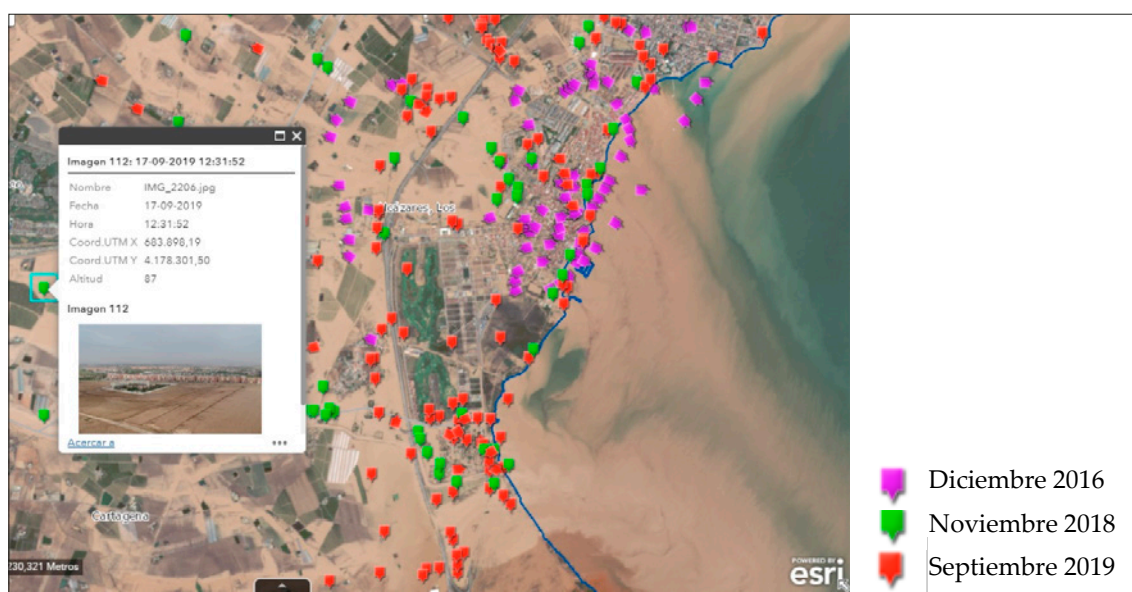 Imagen 112: 17-09-2019 12:31:52
Nombre IMG_2206.jpg
Fecha 17-09-2019
Hora 12:31:52
Coord.UTM X 683.898,19
Coord.UTM Y 4.178.301,50
Altitud 87
Imagen 112
Acercar a
Alcázares, Los
Cartagena
230,321 Metros
POWERED BY
esri
Diciembre 2016
Noviembre 2018
Septiembre 2019